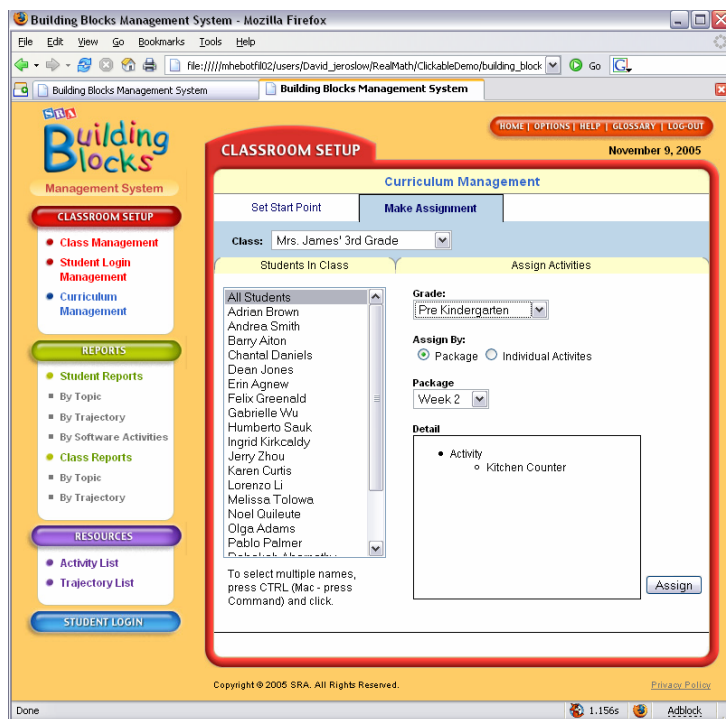 Building Blocks Management System - Mozilla Firefox
File Edit View Go Bookmarks Tools Help
file:////mhebotfil02/users/David_jeroslow/RealMath/ClickableDemo/building_block Go G
Building Blocks Management System
Building Blocks Management System
SRA
Building
Blocks
Management System
HOME | OPTIONS | HELP | GLOSSARY | LOG-OUT
CLASSROOM SETUP
November 9, 2005
CLASSROOM SETUP
Class Management
Student Login
Management
Curriculum
Management
REPORTS
Student Reports
By Topic
By Trajectory
By Software Activities
Class Reports
By Topic
By Trajectory
RESOURCES
Activity List
Trajectory List
STUDENT LOGIN
Curriculum Management
Set Start Point
Make Assignment
Class: Mrs. James' 3rd Grade
Students In Class
Assign Activities
All Students
Adrian Brown
Andrea Smith
Barry Aiton
Chantal Daniels
Dean Jones
Erin Agnew
Felix Greenald
Gabrielle Wu
Humberto Sauk
Ingrid Kirkcaldy
Jerry Zhou
Karen Curtis
Lorenzo Li
Melissa Tolowa
Noel Quileute
Olga Adams
Pablo Palmer
To select multiple names,
press CTRL (Mac - press
Command) and click.
Grade:
Pre Kindergarten
Assign By:
Package Individual Activites
Package
Week 2
Detail
Activity
Kitchen Counter
Assign
Copyright © 2005 SRA. All Rights Reserved.
Privacy Policy
Done
1.156s
Adblock